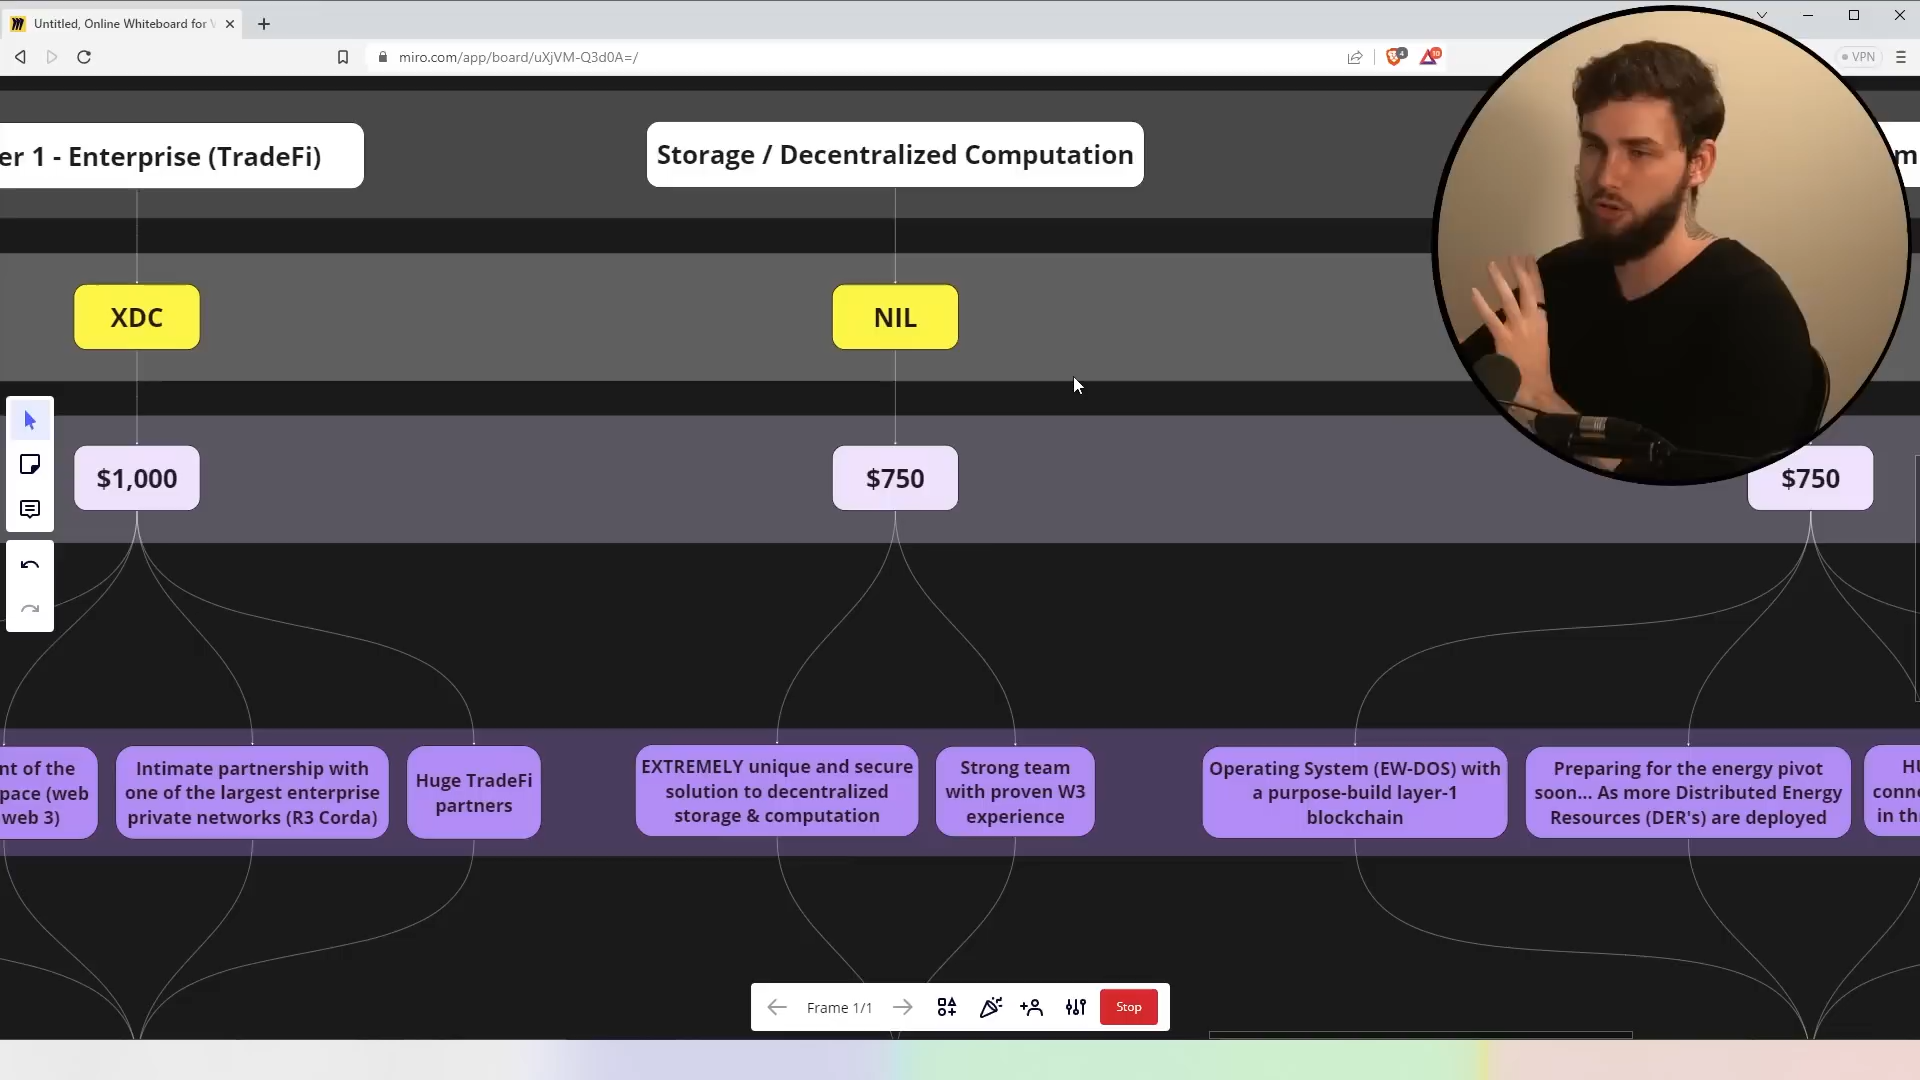 Untitled, Online Whiteboard for
miro.com/app/board/uXjVM-Q3d0A=/
4
10
VPN
er 1 - Enterprise (TradeFi)
Storage / Decentralized Computation
m
XDC
NIL
$1,000
$750
$750
nt of the
pace (web
web 3)
Intimate partnership with
one of the largest enterprise
private networks (R3 Corda)
Huge TradeFi
partners
EXTREMELY unique and secure
solution to decentralized
storage & computation
Strong team
with proven W3
experience
Operating System (EW-DOS) with
a purpose-build layer-1
blockchain
Preparing for the energy pivot
soon... As more Distributed Energy
Resources (DER's) are deployed
HU
conne
in th
Frame 1/1
Stop